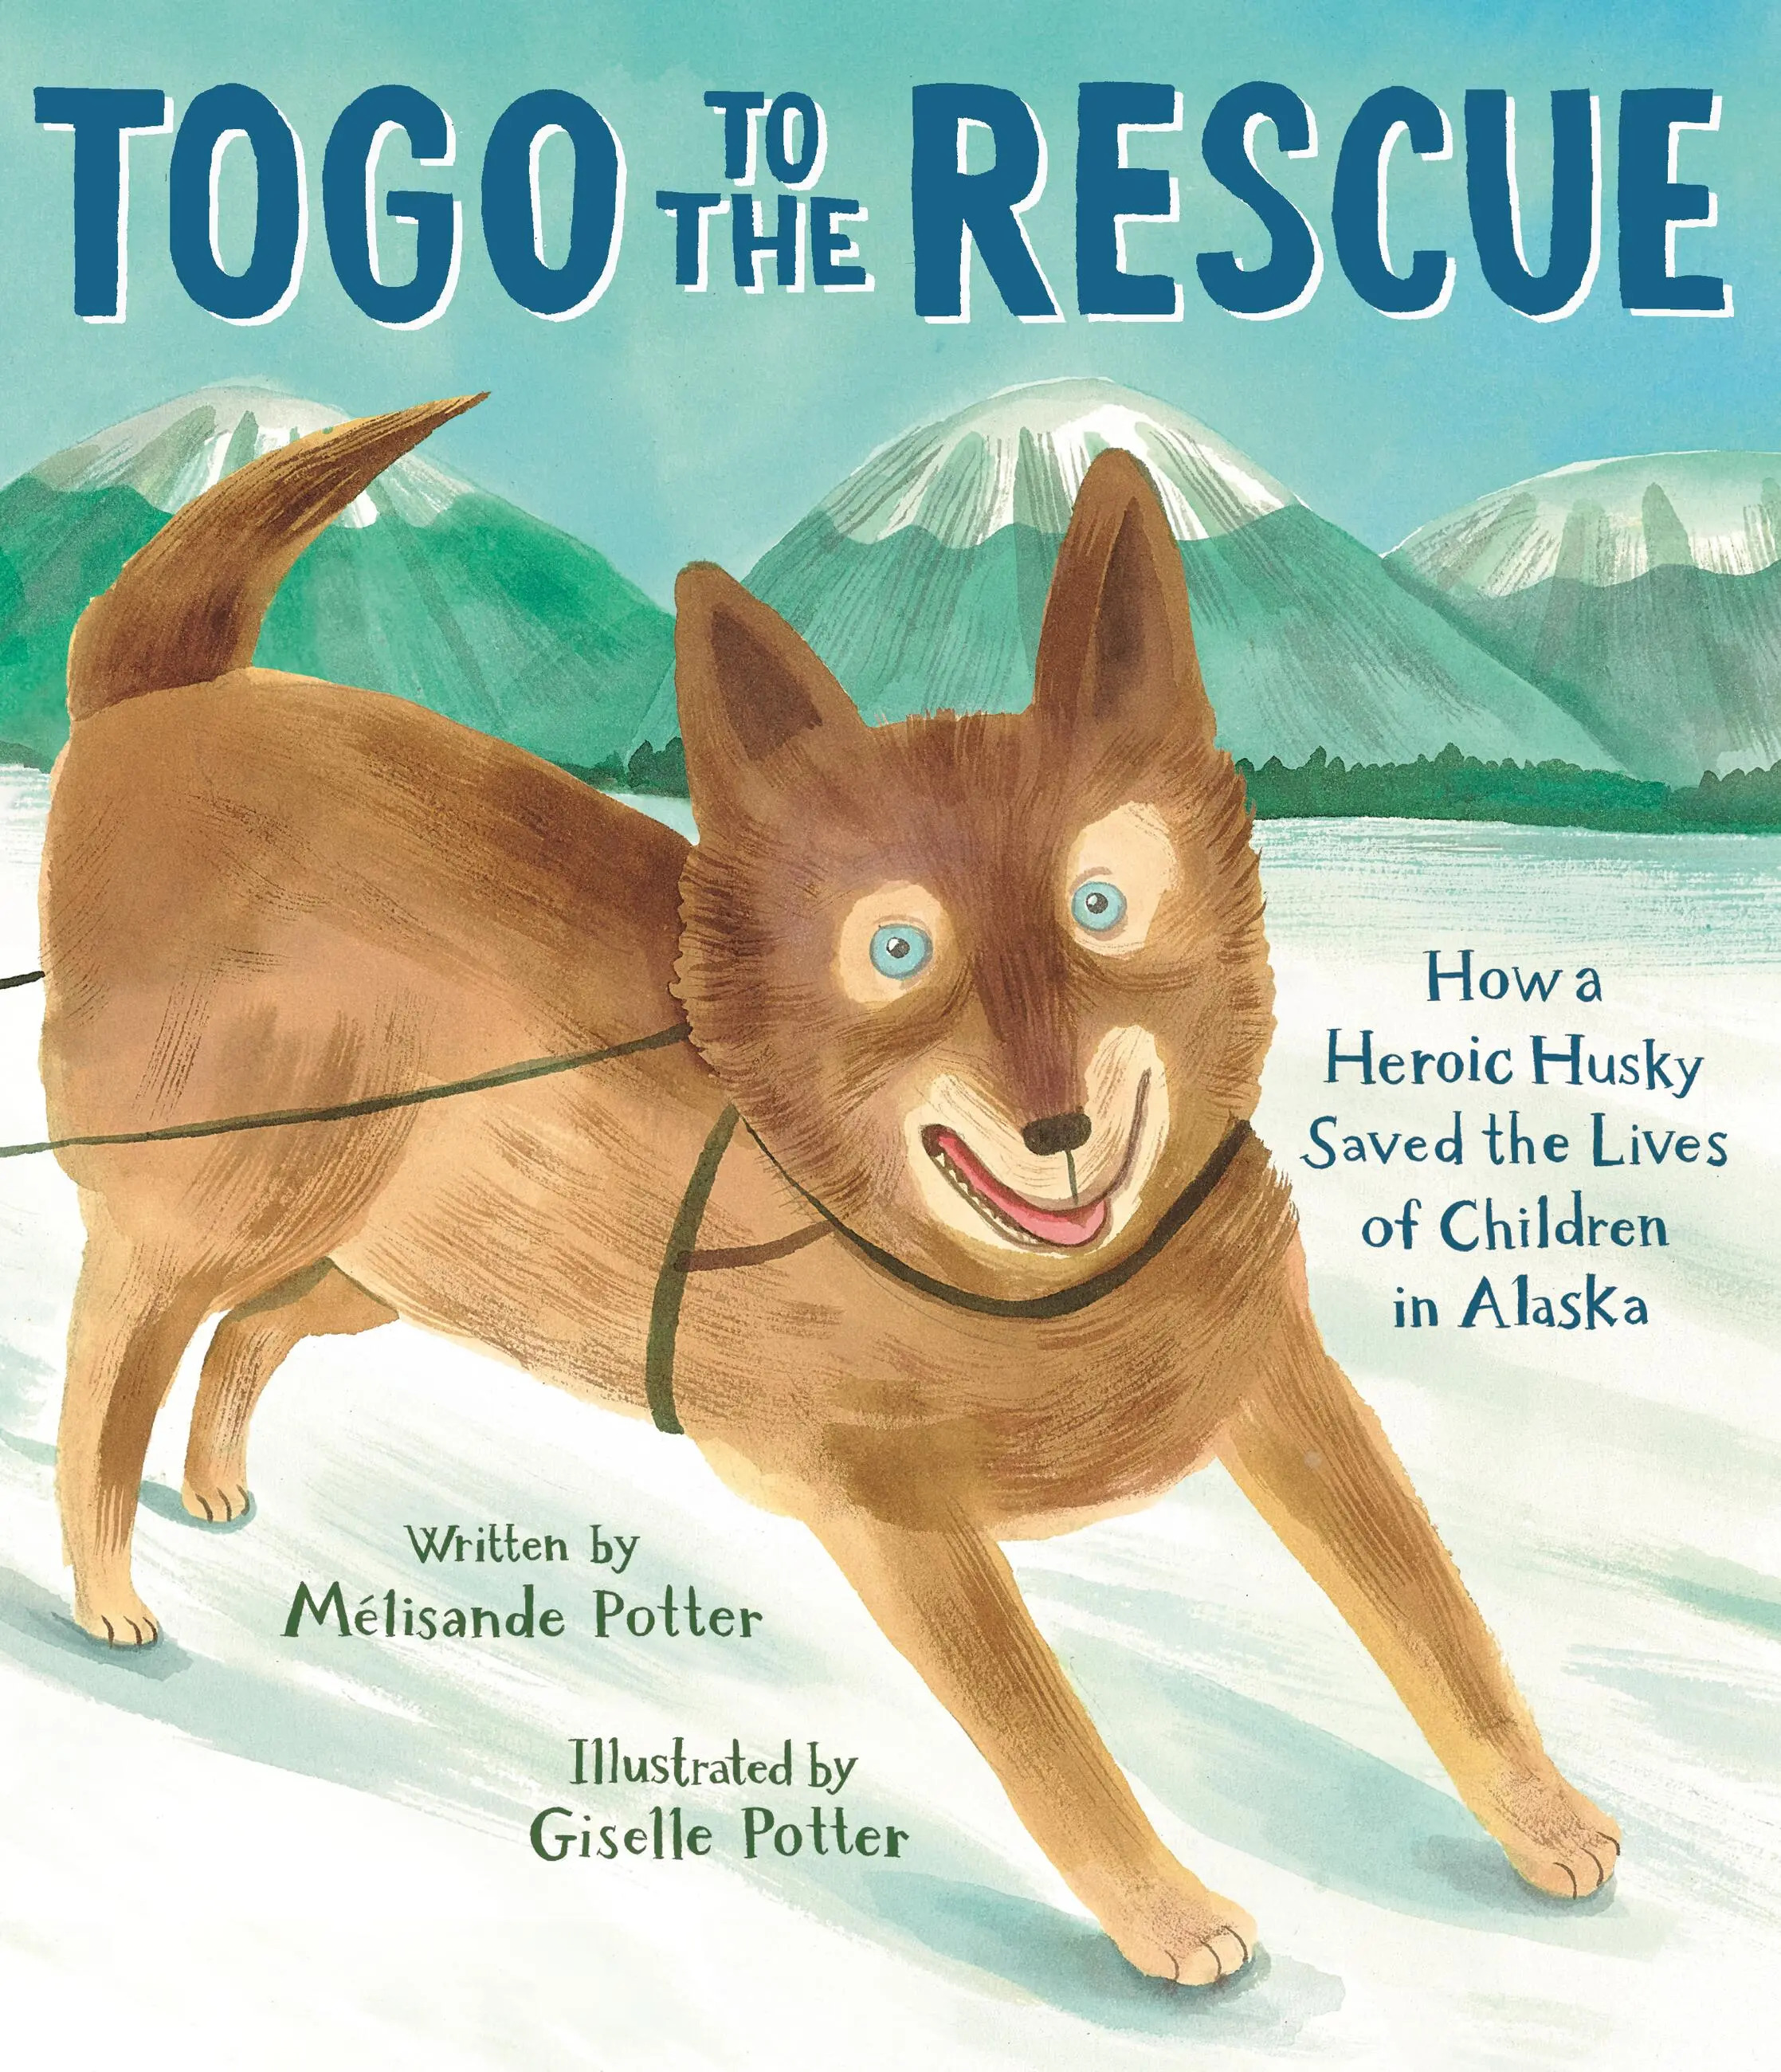 TOGO TO THE RESCUE
How a
Heroic Husky
Saved the Lives
of Children
in Alaska
Written by
Mélisande Potter
Illustrated by
Giselle Potter